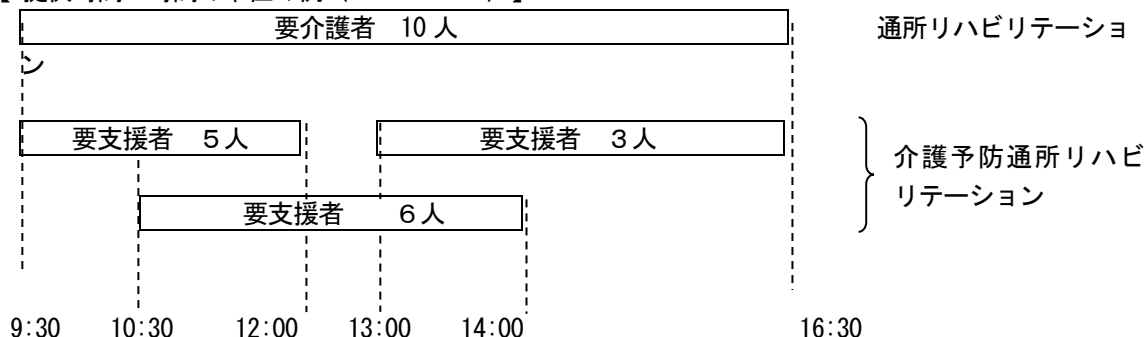 要介護者 10人
通所リハビリテーショ
ン
要支援者 5人
要支援者 3人
介護予防通所リハビ
リテーション
要支援者 6人
9:30 10:30 12:00 13:00 14:00 16:30